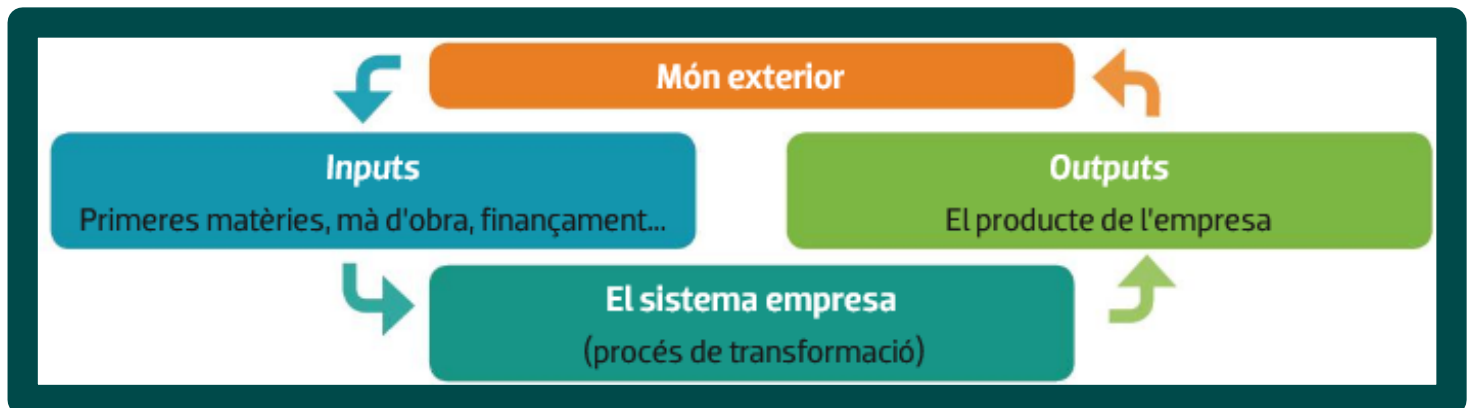 Món exterior
Inputs
Primeres matèries, mà d'obra, finançament...
Outputs
El producte de l'empresa
El sistema empresa
(procés de transformació)